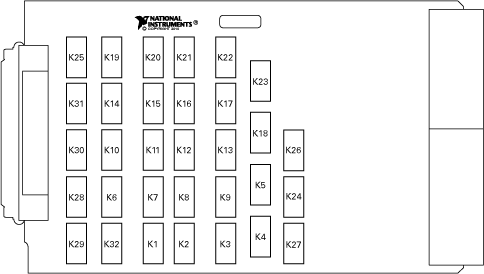 NATIONAL
INSTRUMENTS ®
© COPYRIGHT 2010
K25 K19 K20 K21 K22
K23
K31 K14 K15 K16 K17
K18
K30 K10 K11 K12 K13 K26
K5
K28 K6 K7 K8 K9 K24
K4
K29 K32 K1 K2 K3 K27